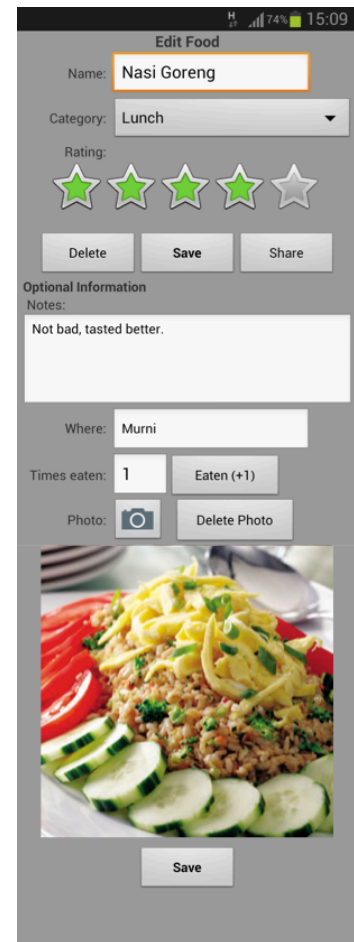 H 74% 15:09
Edit Food
Name: Nasi Goreng
Category: Lunch
Rating:
Delete Save Share
Optional Information
Notes:
Not bad, tasted better.
Where: Murni
Times eaten: 1 Eaten (+1)
Photo: Delete Photo
Save